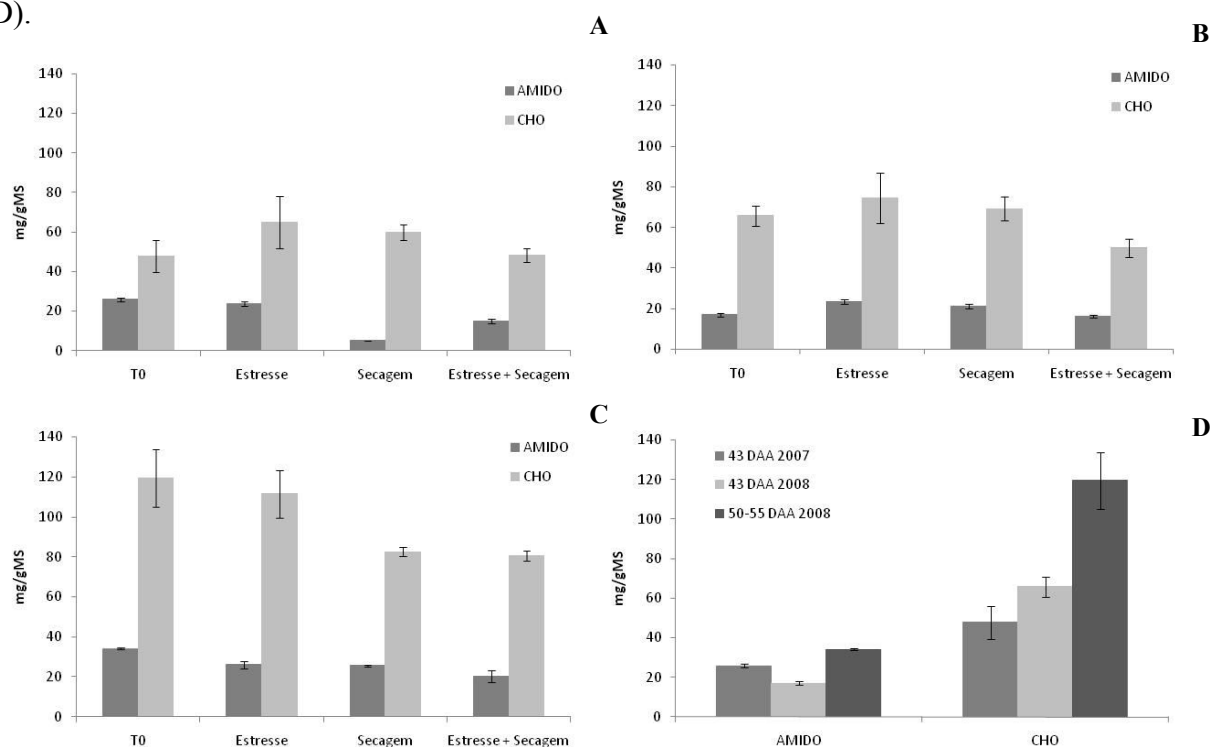 D).
A
140
120
100
80
60
40
20
0
mg/gMS
AMIDO
CHO
T0 Estresse Secagem Estresse + Secagem
B
140
120
100
80
60
40
20
0
mg/gMS
AMIDO
CHO
T0 Estresse Secagem Estresse + Secagem
C
140
120
100
80
60
40
20
0
mg/gMS
AMIDO
CHO
T0 Estresse Secagem Estresse + Secagem
D
140
120
100
80
60
40
20
0
mg/gMS
43 DAA 2007
43 DAA 2008
50-55 DAA 2008
AMIDO CHO